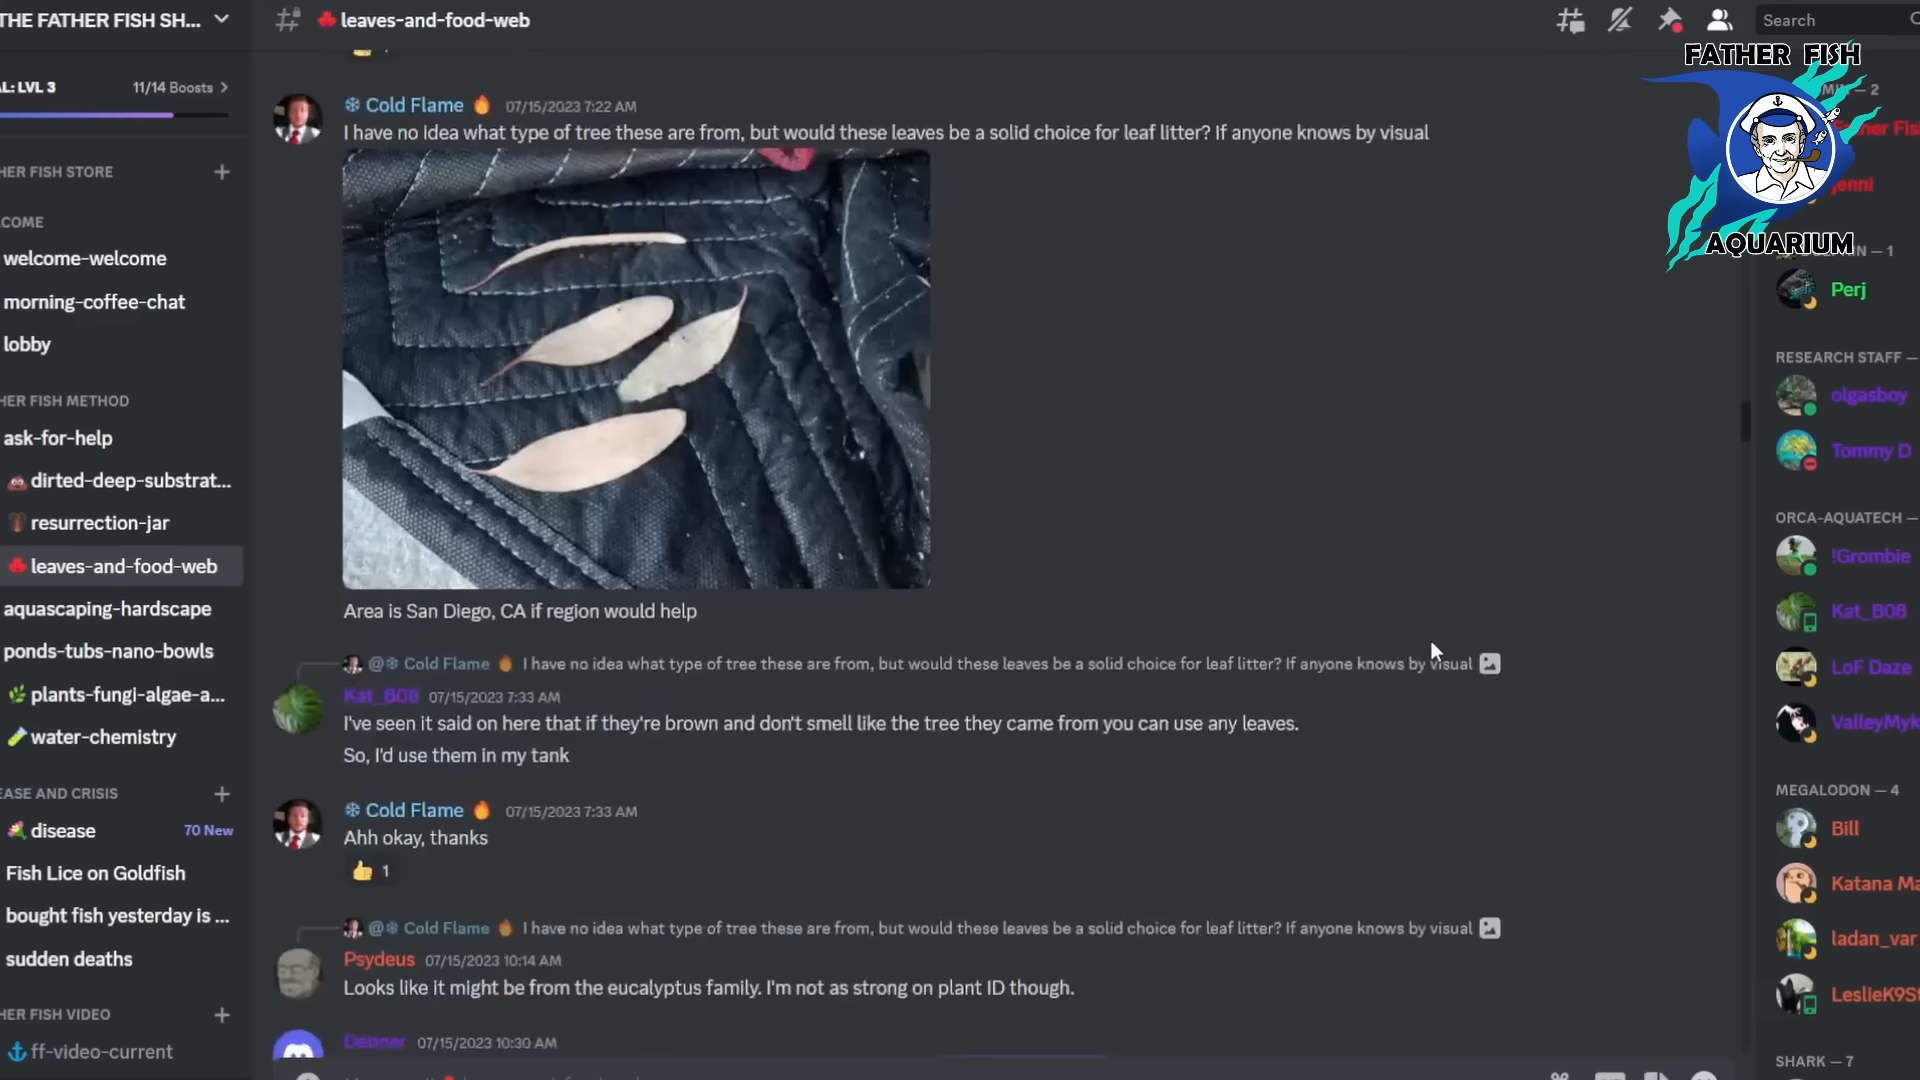 THE FATHER FISH SH...
AL: LVL 3
11/14 Boosts
HER FISH STORE
COME
welcome-welcome
morning-coffee-chat
lobby
HER FISH METHOD
ask-for-help
dirted-deep-substrat...
resurrection-jar
leaves-and-food-web
aquascaping-hardscape
ponds-tubs-nano-bowls
plants-fungi-algae-a...
water-chemistry
EASE AND CRISIS
disease
70 New
Fish Lice on Goldfish
bought fish yesterday is ...
sudden deaths
HER FISH VIDEO
ff-video-current
leaves-and-food-web
Search
Cold Flame 07/15/2023 7:22 AM
I have no idea what type of tree these are from, but would these leaves be a solid choice for leaf litter? If anyone knows by visual
Area is San Diego, CA if region would help
@ Cold Flame I have no idea what type of tree these are from, but would these leaves be a solid choice for leaf litter? If anyone knows by visual
Kat_B08 07/15/2023 7:33 AM
I've seen it said on here that if they're brown and don't smell like the tree they came from you can use any leaves.
So, I'd use them in my tank
Cold Flame 07/15/2023 7:33 AM
Ahh okay, thanks
1
@ Cold Flame I have no idea what type of tree these are from, but would these leaves be a solid choice for leaf litter? If anyone knows by visual
Psydeus 07/15/2023 10:14 AM
Looks like it might be from the eucalyptus family. I'm not as strong on plant ID though.
Debner 07/15/2023 10:30 AM
FATHER FISH
AQUARIUM
— 2
Father Fis
jenni
— 1
Perj
RESEARCH STAFF —
olgasboy
Tommy D
ORCA-AQUATECH —
!Grombie
Kat_B08
LoF Daze
ValleyMyk
MEGALODON — 4
Bill
Katana Ma
ladan_var
LeslieK9S
SHARK — 7